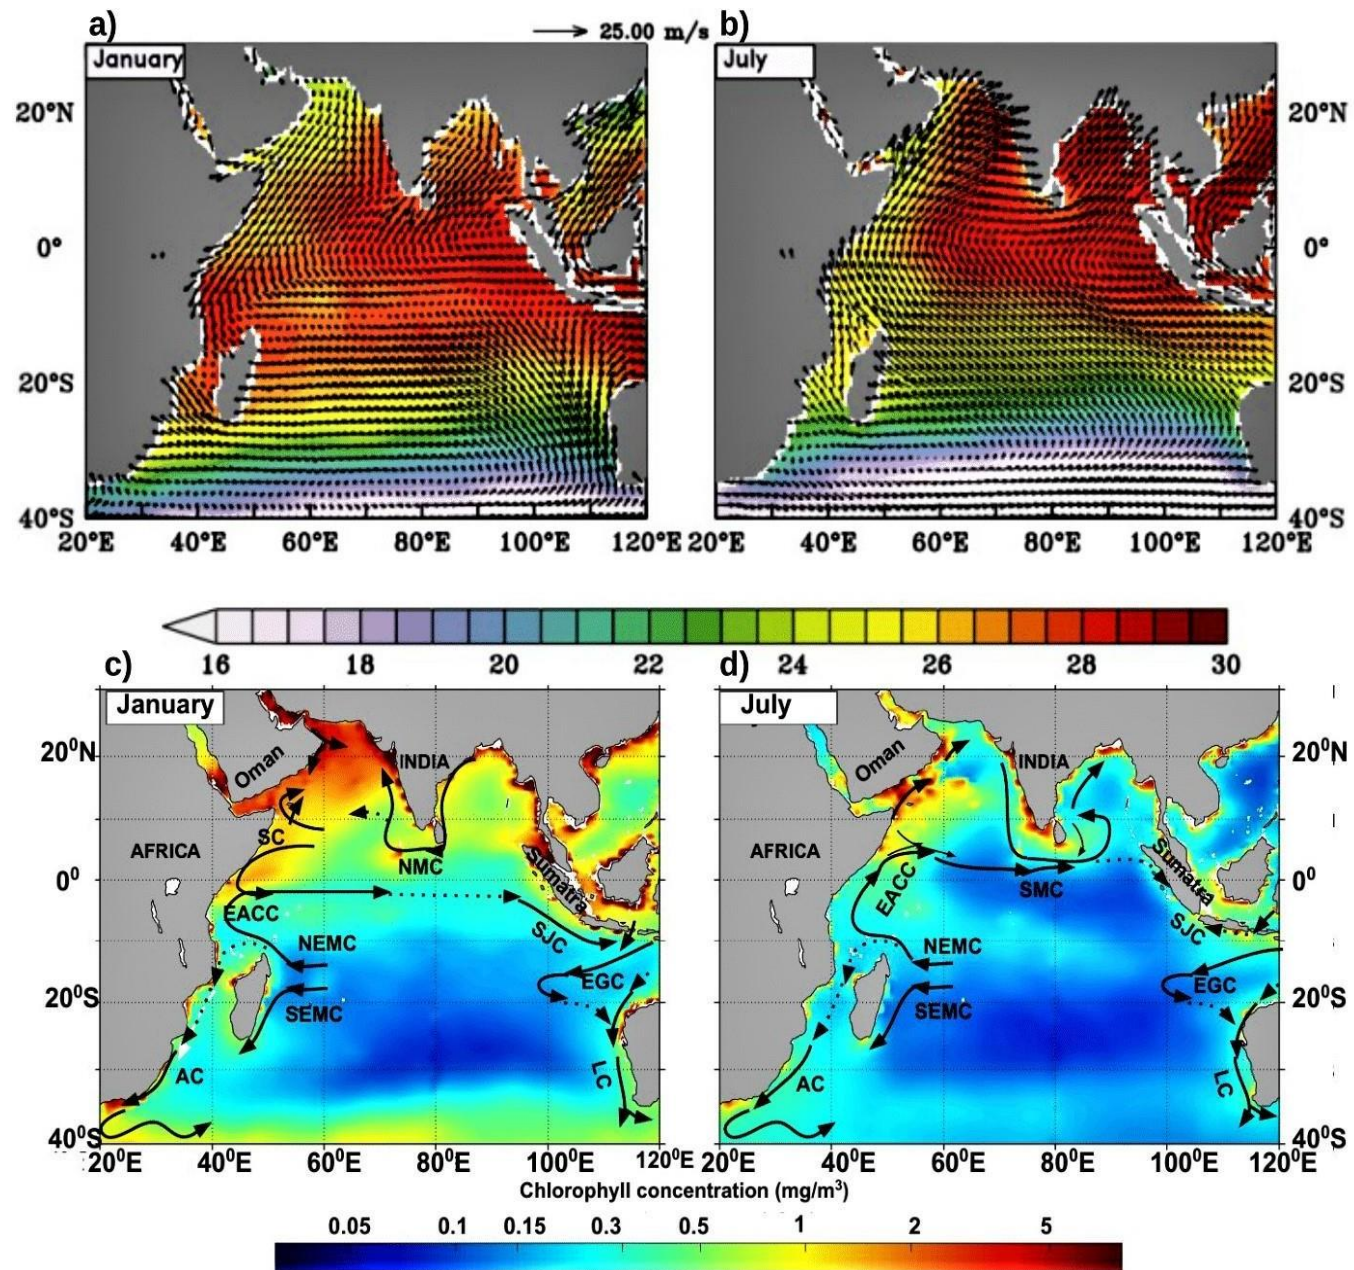 a)
25.00 m/s
b)
January
July
20°N
20°N
0°
0°
20°S
20°S
40°S
40°S
20°E 40°E 60°E 80°E 100°E 120°E 20°E 40°E 60°E 80°E 100°E 120°E
16 18 20 22 24 26 28 30
c)
d)
January
July
20⁰N
Oman
INDIA
Oman
INDIA
20⁰N
SC
AFRICA
NMC
Sumatra
AFRICA
EACC
SMC
Sumatra
0⁰
0⁰
EACC
NEMC
SJC
NEMC
SJC
EGC
EGC
20⁰S
SEMC
SEMC
20⁰S
AC
LC
AC
LC
40⁰S
40⁰S
20⁰E 40⁰E 60⁰E 80⁰E 100⁰E 120⁰E 20⁰E 40⁰E 60⁰E 80⁰E 100⁰E 120⁰E
Chlorophyll concentration (mg/m³)
0.05 0.1 0.15 0.3 0.5 1 2 5